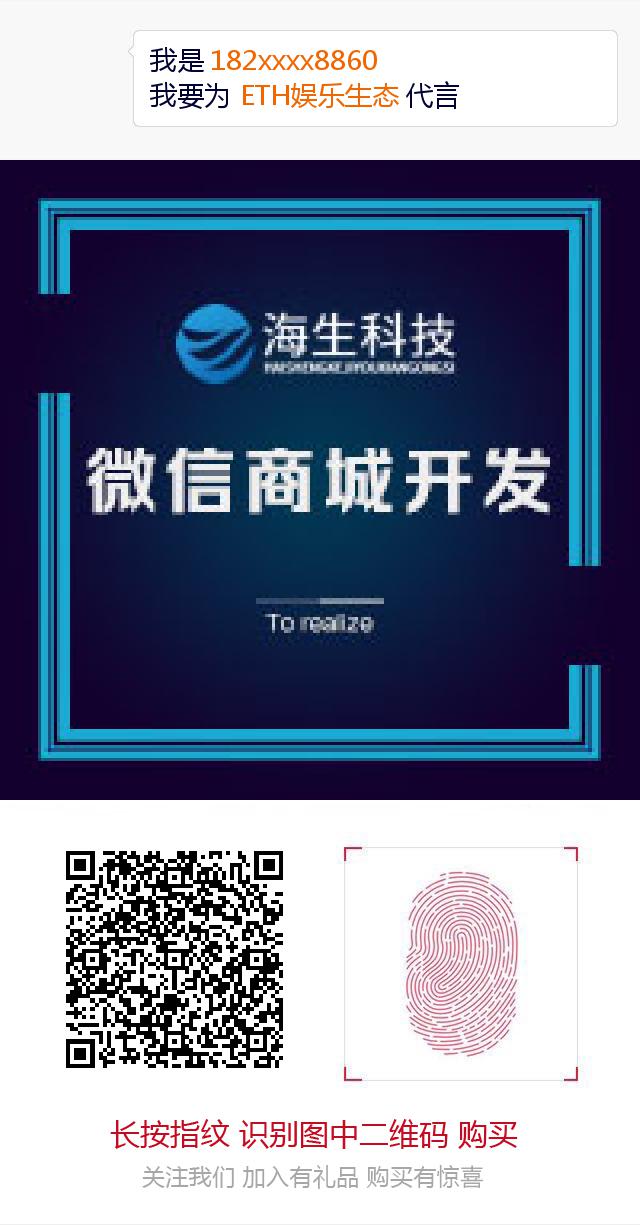 我是 182xxxx8860
我要为 ETH娱乐生态 代言
海生科技
HAISHENGKEJIYOUXIANGONGSI
微信商城开发
To realize
长按指纹 识别图中二维码 购买
关注我们 加入有礼品 购买有惊喜